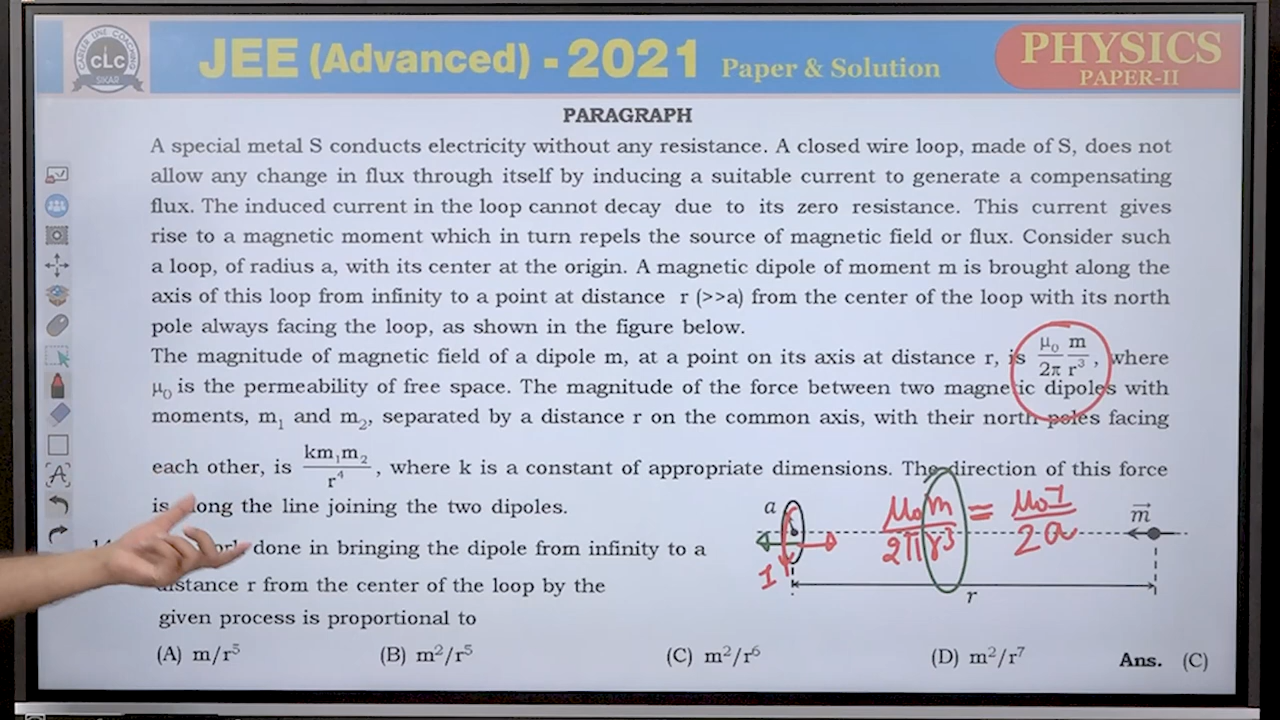 CAREER LINE COACHING
CLC
SIKAR
JEE (Advanced) - 2021 Paper & Solution
PHYSICS
PAPER-II
PARAGRAPH
A special metal S conducts electricity without any resistance. A closed wire loop, made of S, does not
allow any change in flux through itself by inducing a suitable current to generate a compensating
flux. The induced current in the loop cannot decay due to its zero resistance. This current gives
rise to a magnetic moment which in turn repels the source of magnetic field or flux. Consider such
a loop, of radius a, with its center at the origin. A magnetic dipole of moment m is brought along the
axis of this loop from infinity to a point at distance r (>>a) from the center of the loop with its north
pole always facing the loop, as shown in the figure below.
The magnitude of magnetic field of a dipole m, at a point on its axis at distance r, is μ₀/2π m/r³, where
μ₀ is the permeability of free space. The magnitude of the force between two magnetic dipoles with
moments, m₁ and m₂, separated by a distance r on the common axis, with their north poles facing
each other, is km₁m₂/r⁴, where k is a constant of appropriate dimensions. The direction of this force
is along the line joining the two dipoles.
a
μ₀m/2πr³ = μ₀I/2a
m⃗
I
r
done in bringing the dipole from infinity to a
distance r from the center of the loop by the
given process is proportional to
(A) m/r⁵ (B) m²/r⁵ (C) m²/r⁶ (D) m²/r⁷ Ans. (C)